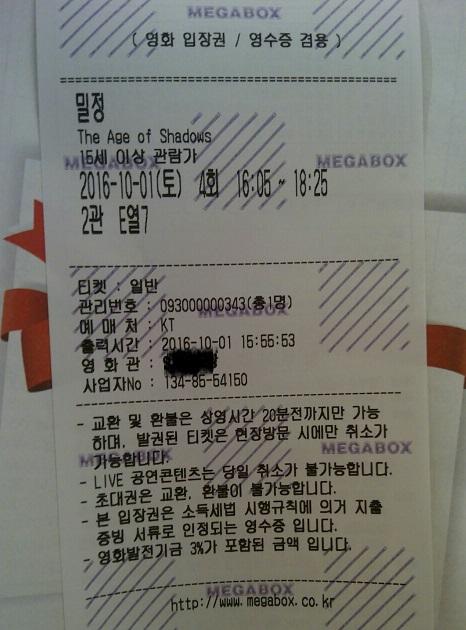 MEGABOX
( 영화 입장권 / 영수증 겸용 )
밀정
The Age of Shadows
15세 이상 관람가
MEGABOX MEGABOX
2016-10-01(토) 4회 16:05 ~ 18:25
2관 E열7
티켓 : 일반
관리번호 : 093000000343(총1명)
MEGABOX
예 매 처 : KT
출력시간 : 2016-10-01 15:55:53
영 화 관 :
사업자No : 134-85-54150
- 교환 및 환불은 상영시간 20분전까지만 가능
하며, 발권된 티켓은 현장방문 시에만 취소가
가능합니다.
MEGABOX MEGABOX
- LIVE 공연콘텐츠는 당일 취소가 불가능합니다.
- 초대권은 교환, 환불이 불가능합니다.
- 본 입장권은 소득세법 시행규칙에 의거 지출
증빙 서류로 인정되는 영수증 입니다.
- 영화발전기금 3%가 포함된 금액 입니다.
MEGABOX
http://www.megabox.co.kr